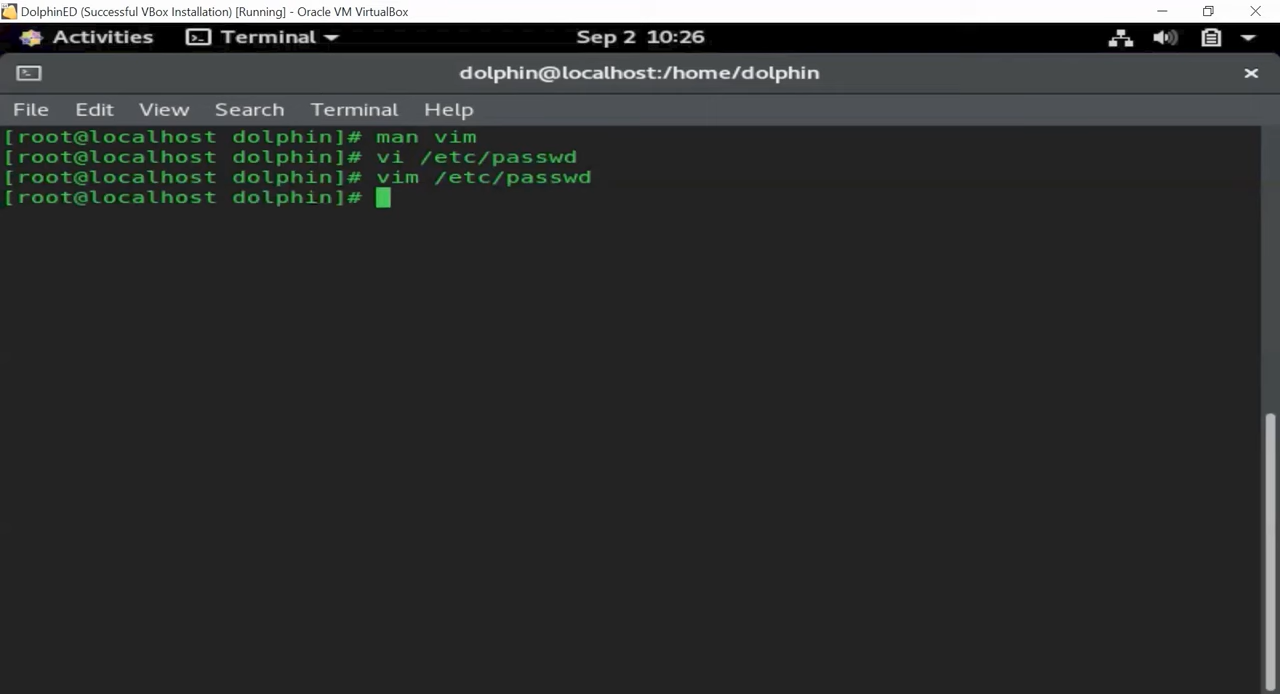 DolphinED (Successful VBox Installation) [Running] - Oracle VM VirtualBox
Activities Terminal Sep 2 10:26
dolphin@localhost:/home/dolphin
File Edit View Search Terminal Help
[root@localhost dolphin]# man vim
[root@localhost dolphin]# vi /etc/passwd
[root@localhost dolphin]# vim /etc/passwd
[root@localhost dolphin]#